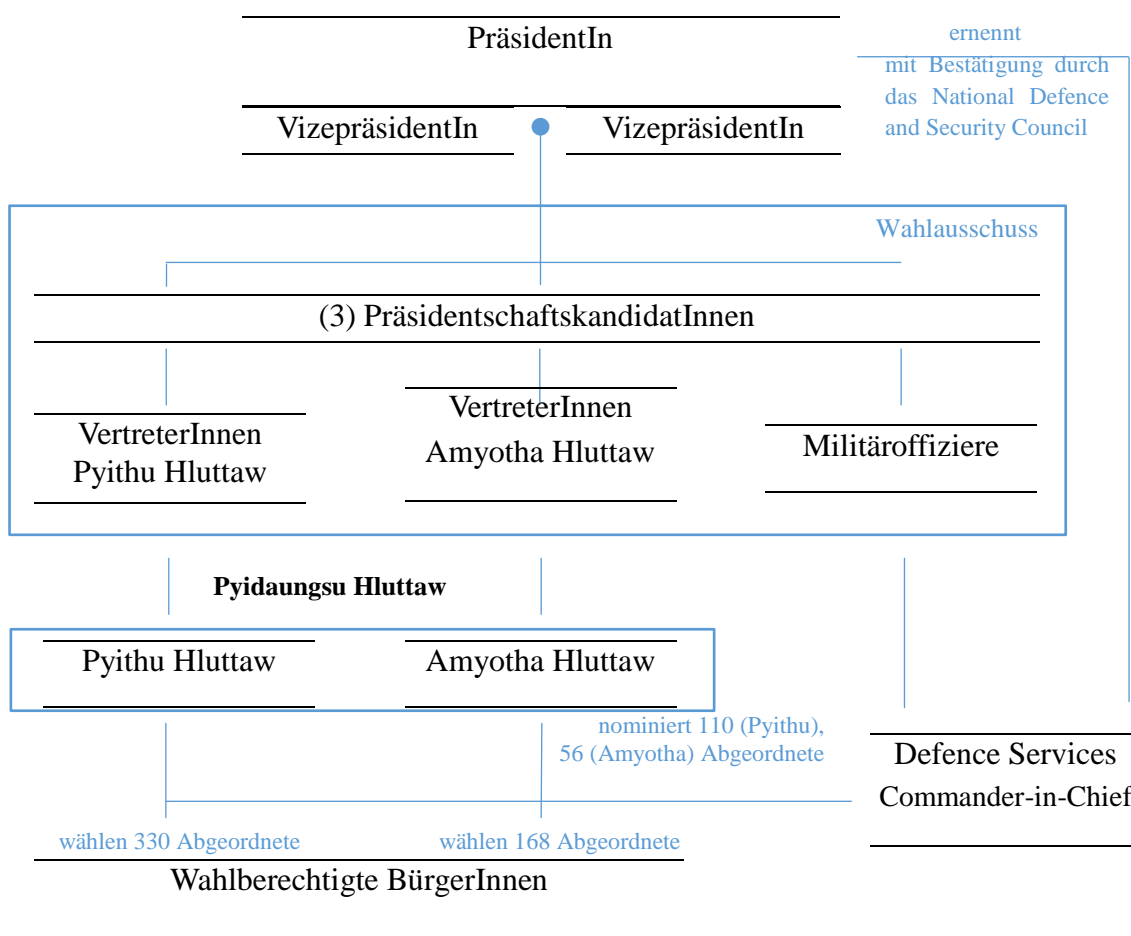 PräsidentIn
ernennt
mit Bestätigung durch
das National Defence
and Security Council
VizepräsidentIn
VizepräsidentIn
Wahlausschuss
(3) PräsidentschaftskandidatInnen
VertreterInnen
Pyithu Hluttaw
VertreterInnen
Amyotha Hluttaw
Militäroffiziere
Pyidaungsu Hluttaw
Pyithu Hluttaw
Amyotha Hluttaw
nominiert 110 (Pyithu),
56 (Amyotha) Abgeordnete
Defence Services
Commander-in-Chief
wählen 330 Abgeordnete
wählen 168 Abgeordnete
Wahlberechtigte BürgerInnen